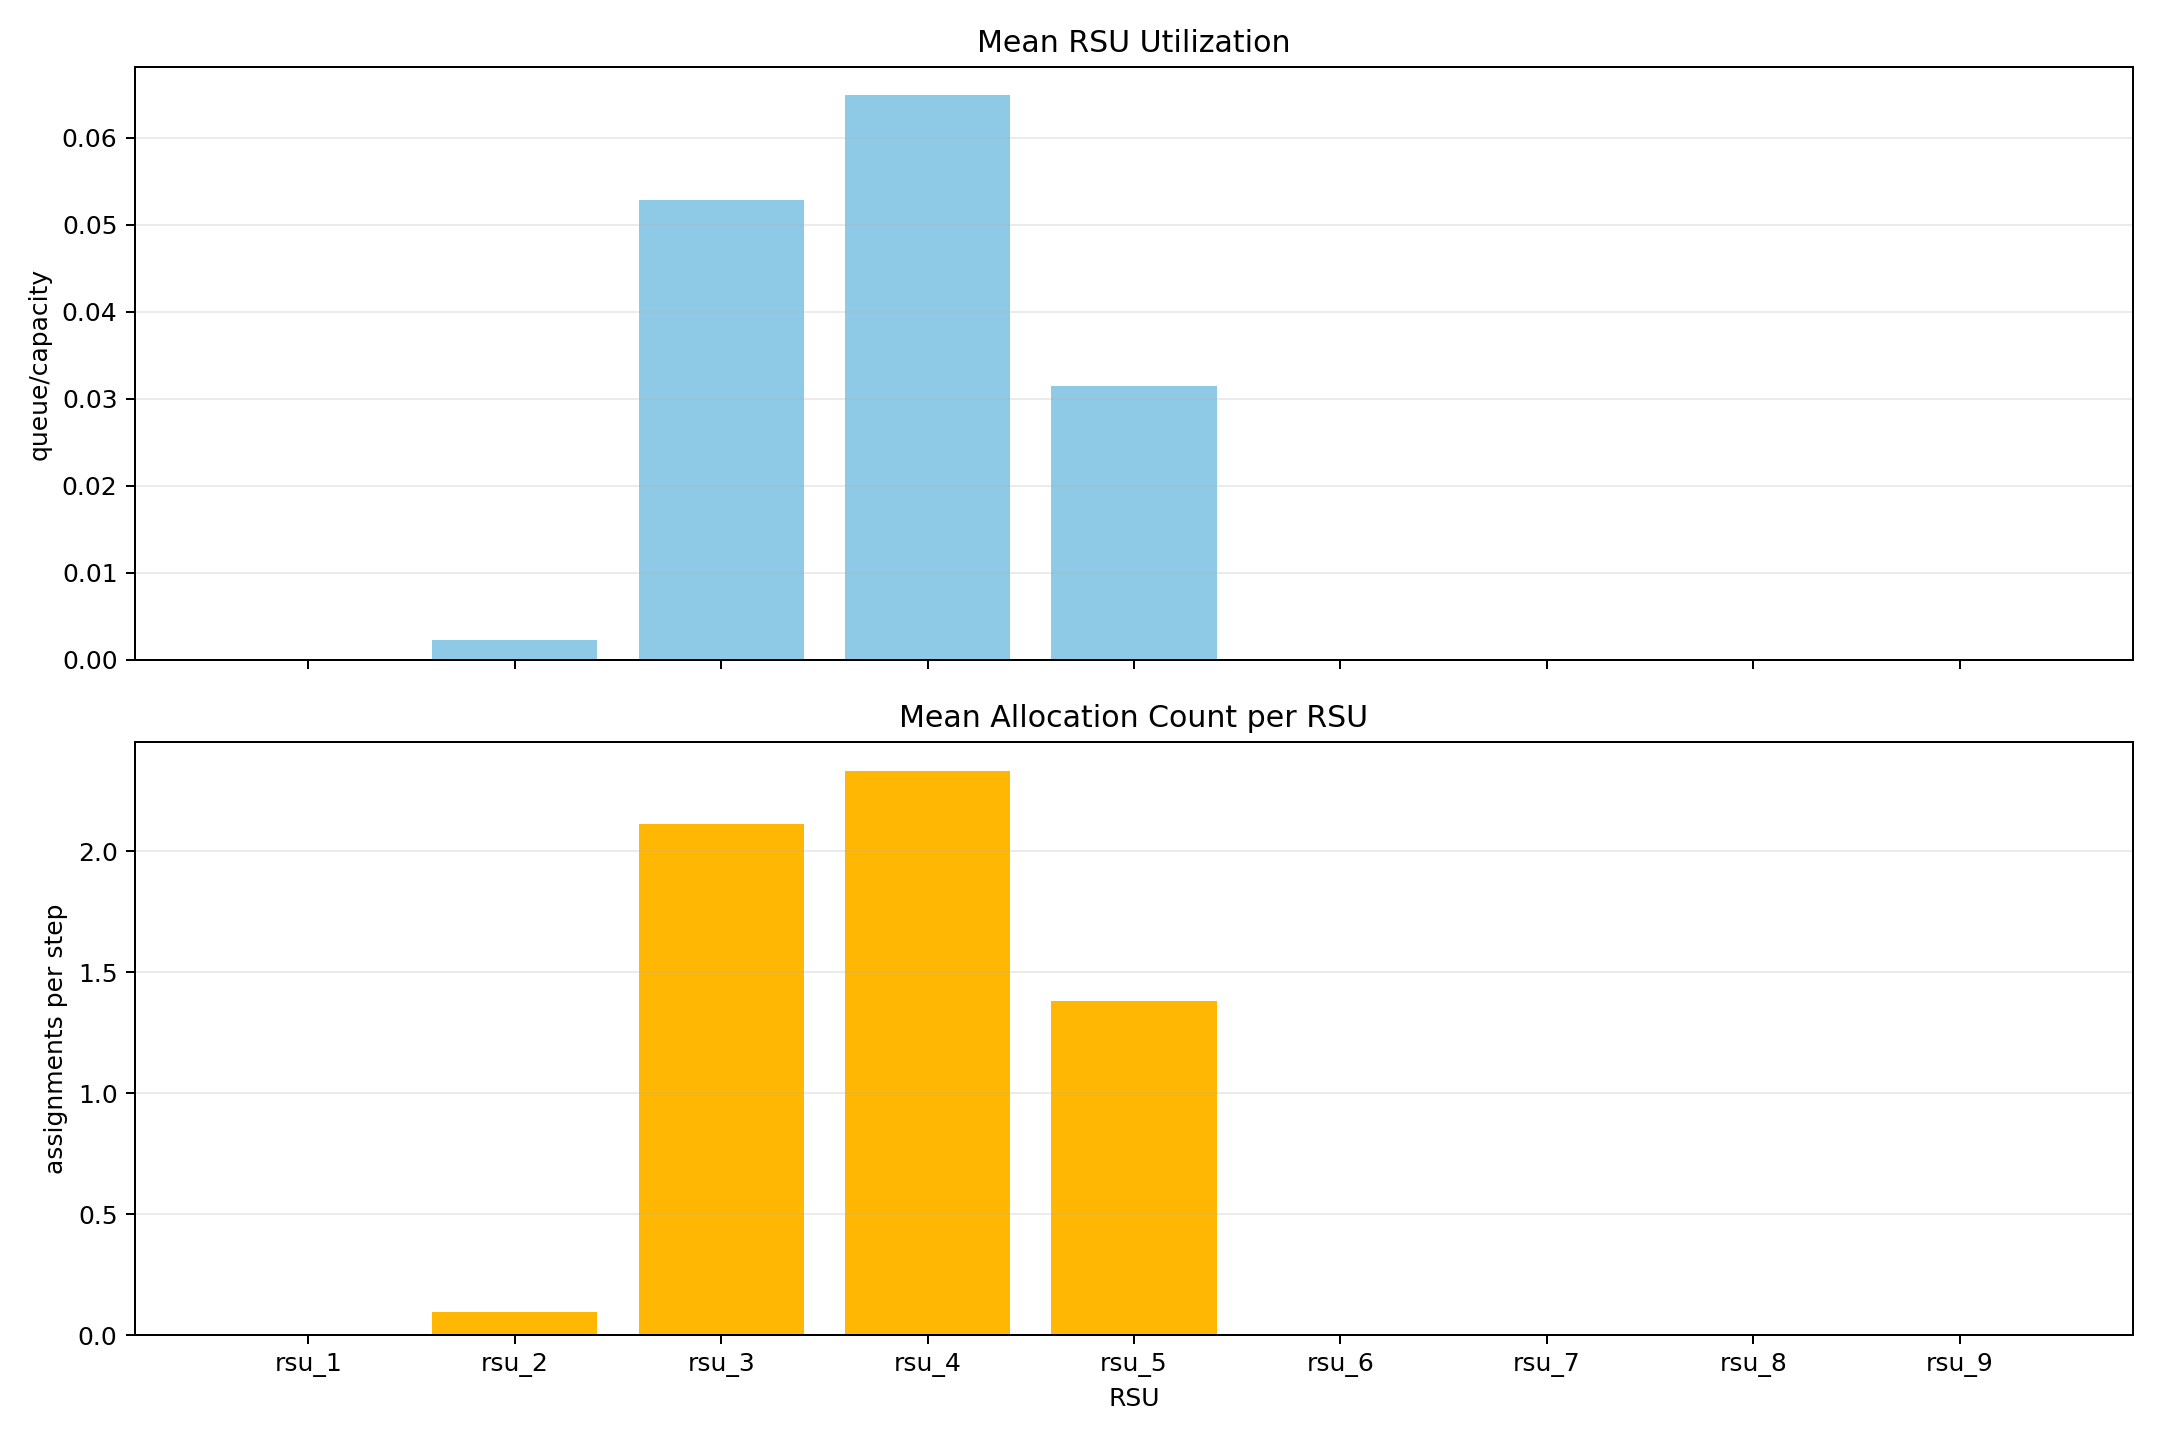 Mean RSU Utilization
queue/capacity
0.06
0.05
0.04
0.03
0.02
0.01
0.00
Mean Allocation Count per RSU
assignments per step
2.0
1.5
1.0
0.5
0.0
rsu_1 rsu_2 rsu_3 rsu_4 rsu_5 rsu_6 rsu_7 rsu_8 rsu_9
RSU